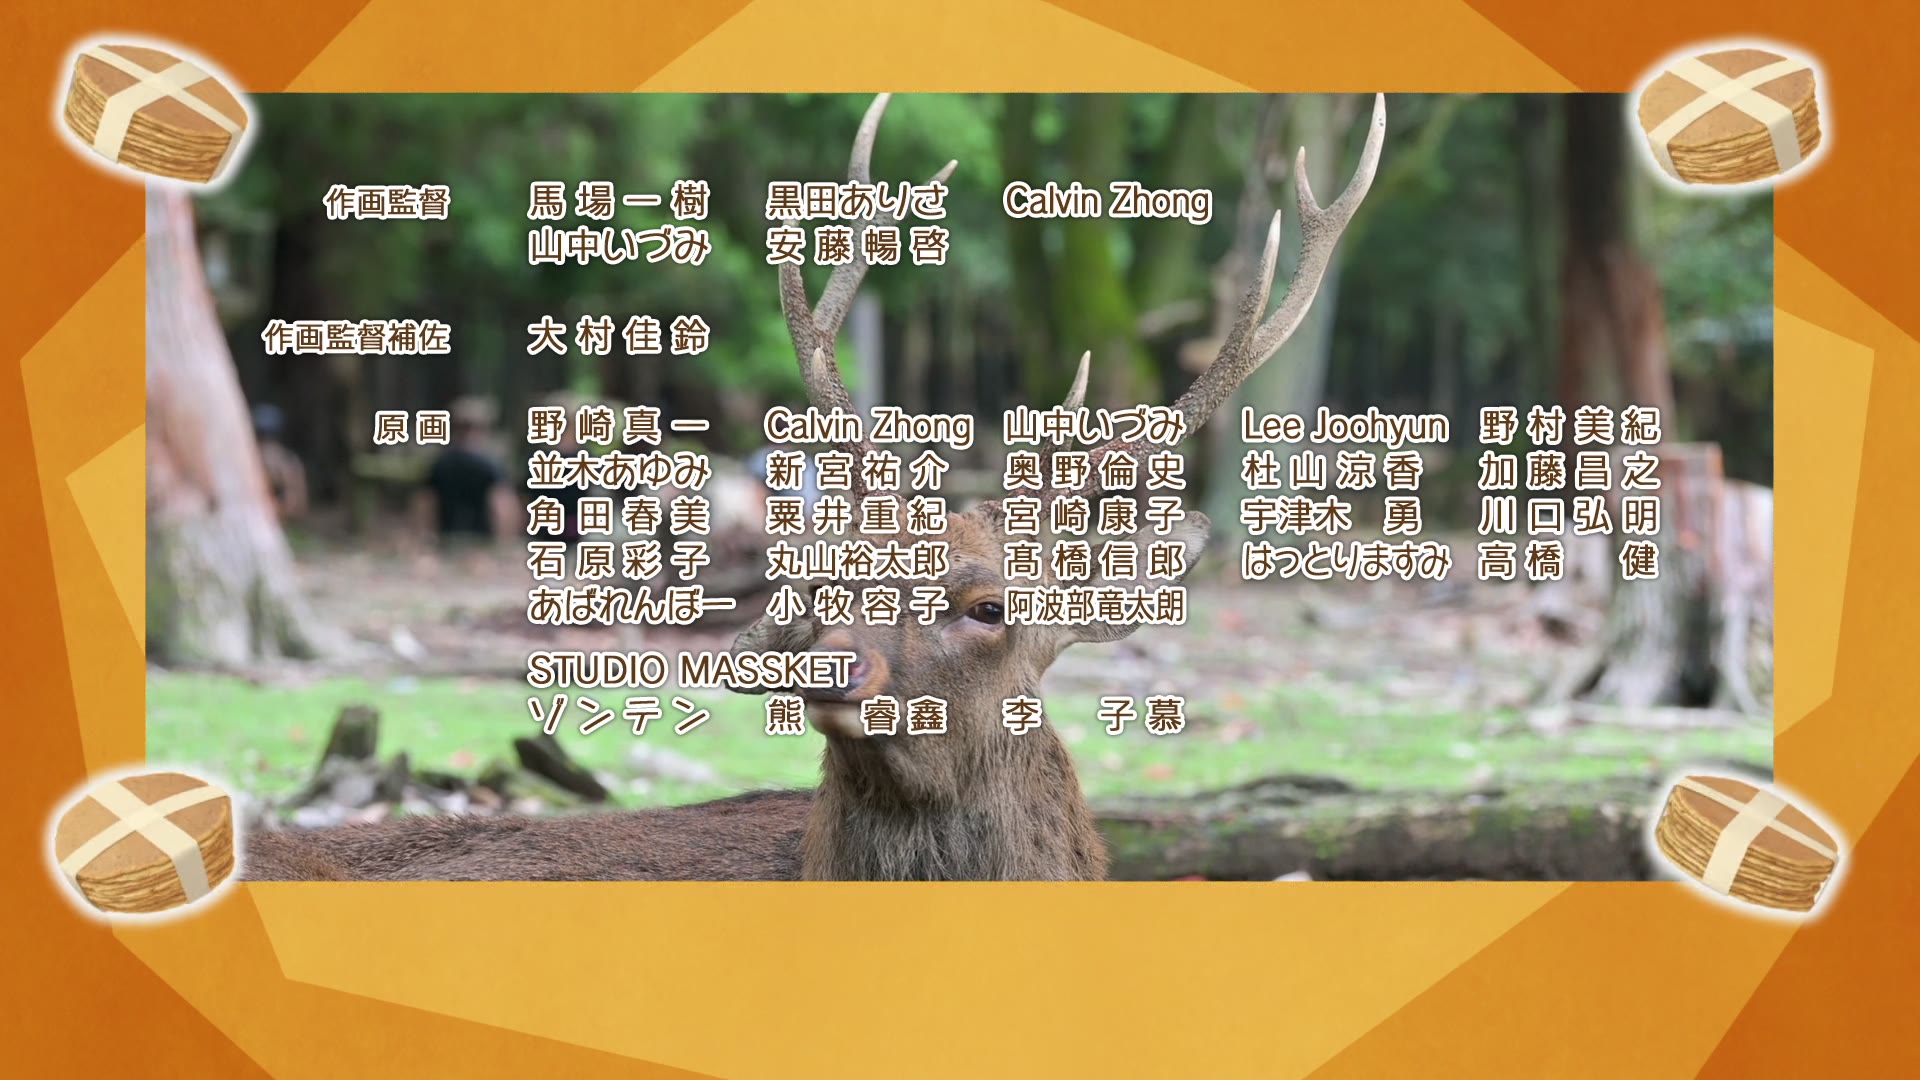 作画監督 馬場一樹 黒田ありさ Calvin Zhong
山中いづみ 安藤暢啓
作画監督補佐 大村佳鈴
原画 野崎真一 Calvin Zhong 山中いづみ Lee Joohyun 野村美紀
並木あゆみ 新宮祐介 奥野倫史 杜山涼香 加藤昌之
角田春美 粟井重紀 宮崎康子 宇津木勇 川口弘明
石原彩子 丸山裕太郎 髙橋信郎 はっとりますみ 高橋健
あばれんぼー 小牧容子 阿波部竜太朗
STUDIO MASSKET
ゾンテン 熊睿鑫 李子慕